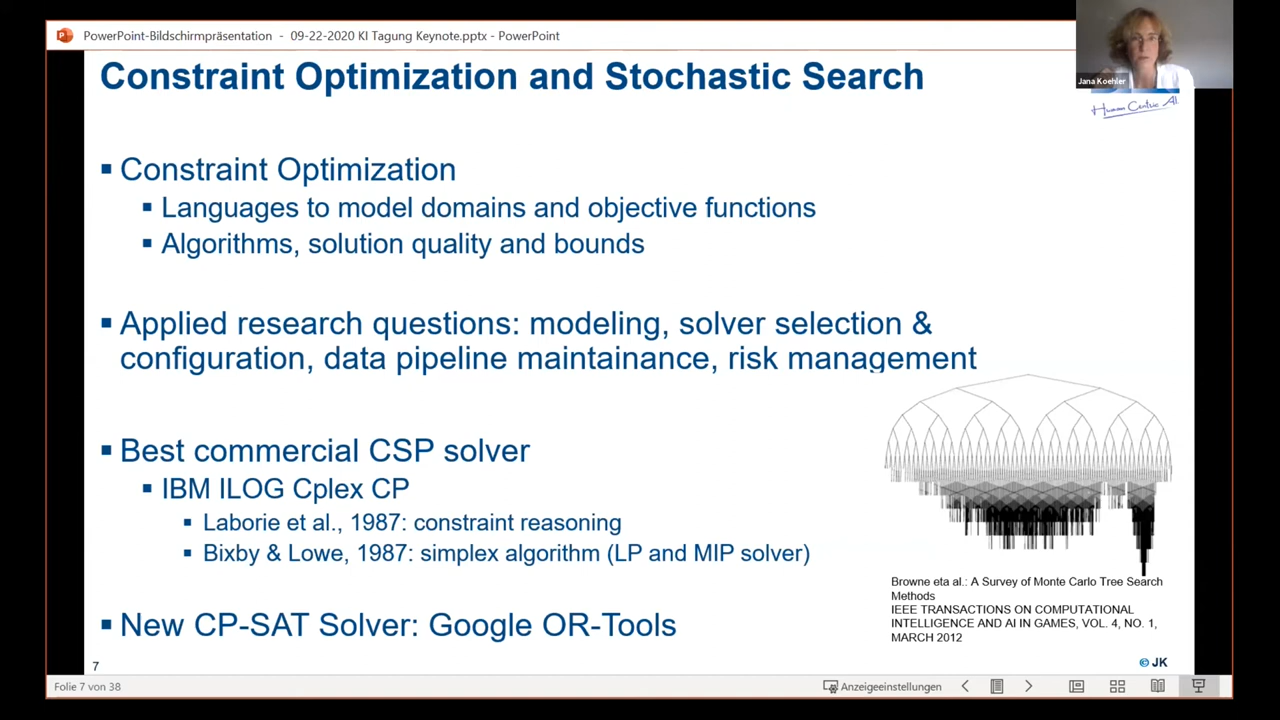 PowerPoint-Bildschirmpräsentation - 09-22-2020 KI Tagung Keynote.pptx - PowerPoint
Jana Koehler
Constraint Optimization and Stochastic Search
Human Centric AI
▪ Constraint Optimization
▪ Languages to model domains and objective functions
▪ Algorithms, solution quality and bounds
▪ Applied research questions: modeling, solver selection &
configuration, data pipeline maintainance, risk management
▪ Best commercial CSP solver
▪ IBM ILOG Cplex CP
▪ Laborie et al., 1987: constraint reasoning
▪ Bixby & Lowe, 1987: simplex algorithm (LP and MIP solver)
▪ New CP-SAT Solver: Google OR-Tools
Browne eta al.: A Survey of Monte Carlo Tree Search
Methods
IEEE TRANSACTIONS ON COMPUTATIONAL
INTELLIGENCE AND AI IN GAMES, VOL. 4, NO. 1,
MARCH 2012
7
© JK
Folie 7 von 38
Anzeigeeinstellungen